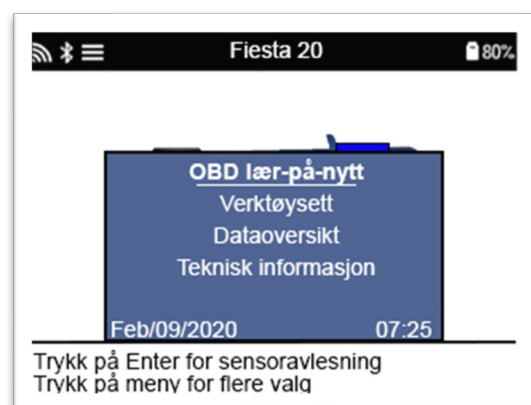 Fiesta 20
80%
OBD lær-på-nytt
Verktøysett
Dataoversikt
Teknisk informasjon
Feb/09/2020 07:25
Trykk på Enter for sensoravlesning
Trykk på meny for flere valg